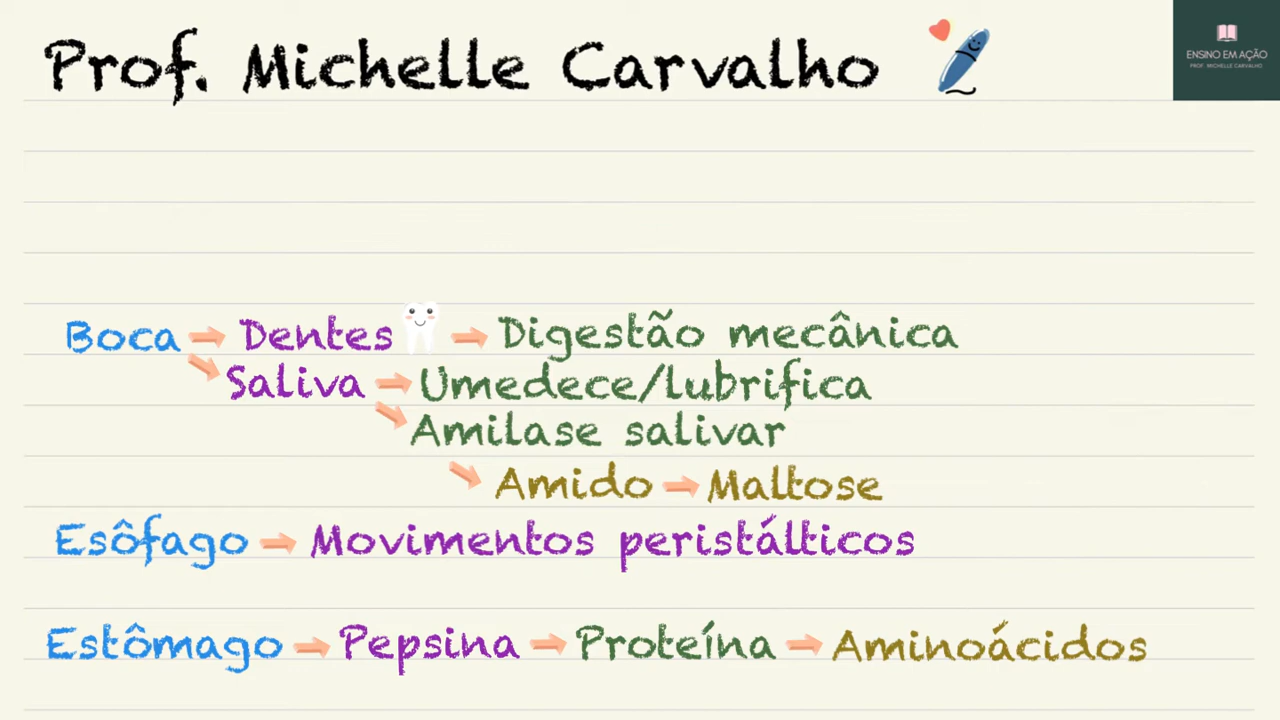 Prof. Michelle Carvalho
ENSINO EM AÇÃO
PROF. MICHELLE CARVALHO
Boca → Dentes → Digestão mecânica
Saliva → Umedece/lubrifica
Amilase salivar
Amido → Maltose
Esôfago → Movimentos peristálticos
Estômago → Pepsina → Proteína → Aminoácidos